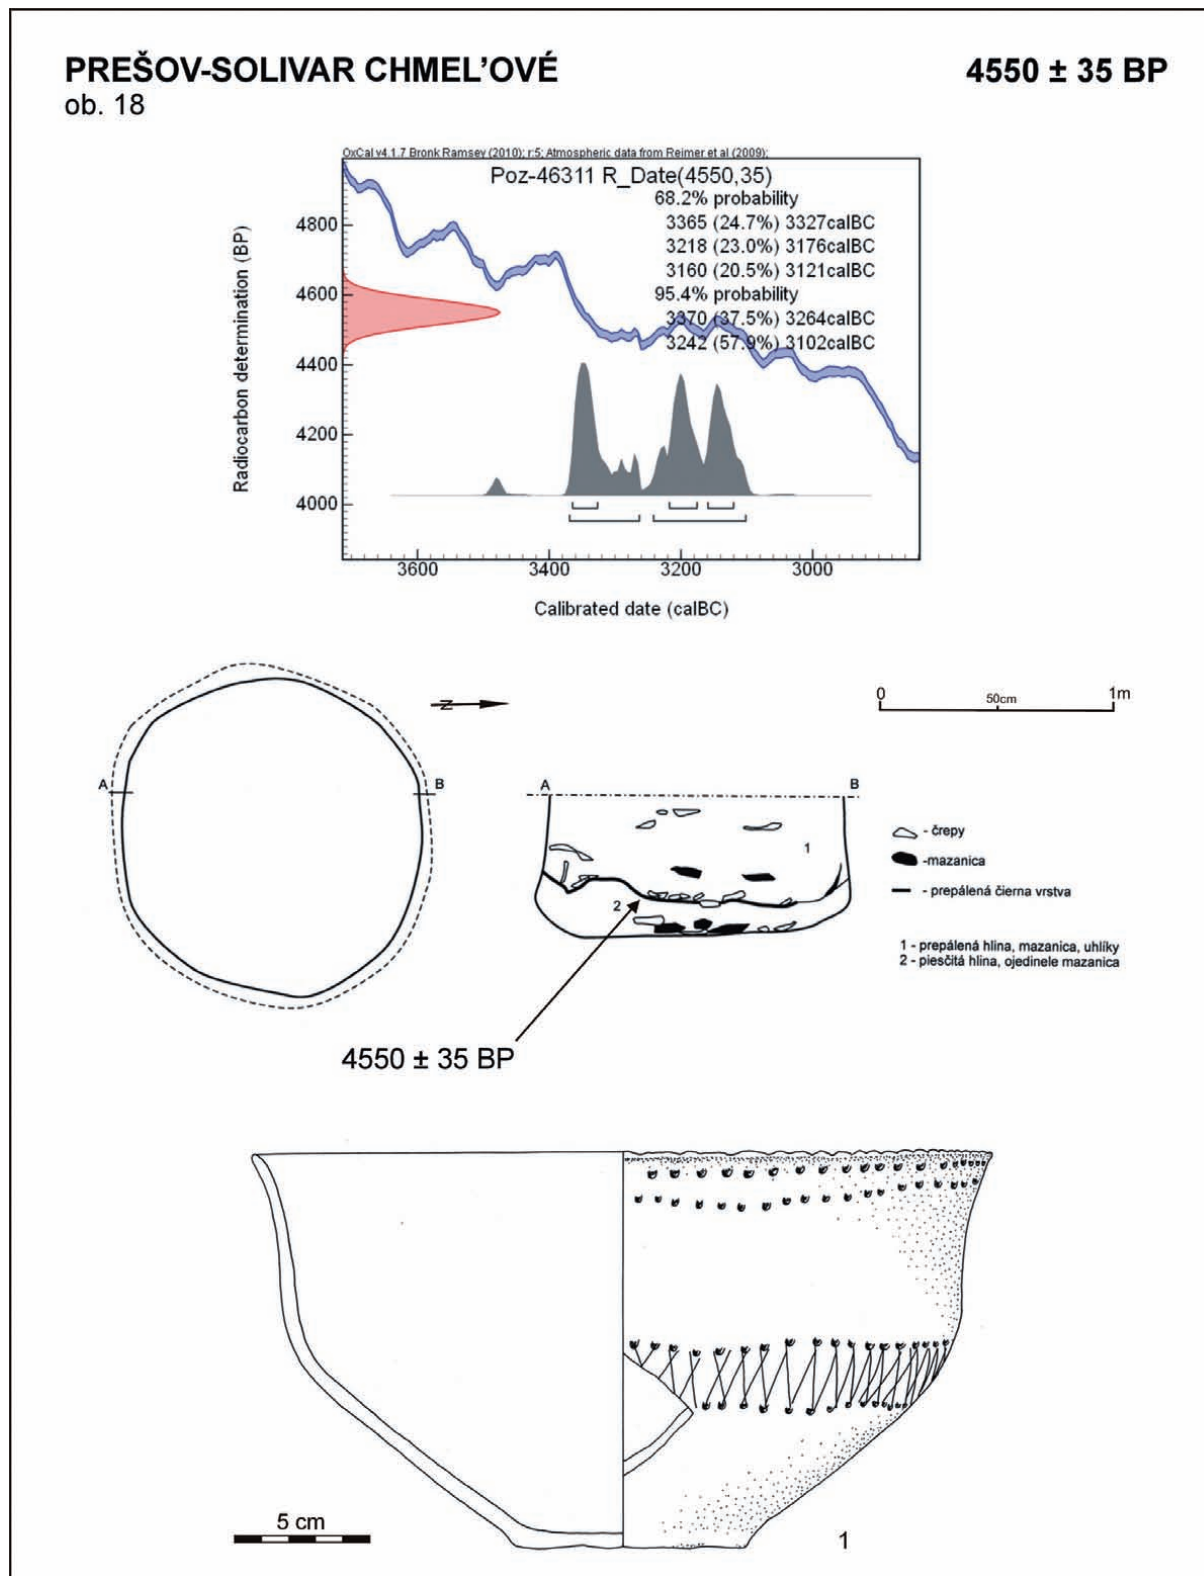 PREŠOV-SOLIVAR CHMEL'OVÉ
4550 ± 35 BP
ob. 18
OxCal v4.1.7 Bronk Ramsey (2010); r:5; Atmospheric data from Reimer et al (2009);
Poz-46311 R_Date(4550,35)
68.2% probability
3365 (24.7%) 3327calBC
3218 (23.0%) 3176calBC
3160 (20.5%) 3121calBC
95.4% probability
3370 (37.5%) 3264calBC
3242 (57.9%) 3102calBC
Radiocarbon determination (BP)
4800
4600
4400
4200
4000
3600 3400 3200 3000
Calibrated date (calBC)
Z
0 50cm 1m
A B
A B
1
2
- črepy
-mazanica
- prepálená čierna vrstva
1 - prepálená hlina, mazanica, uhlíky
2 - piesčitá hlina, ojedinele mazanica
4550 ± 35 BP
5 cm
1